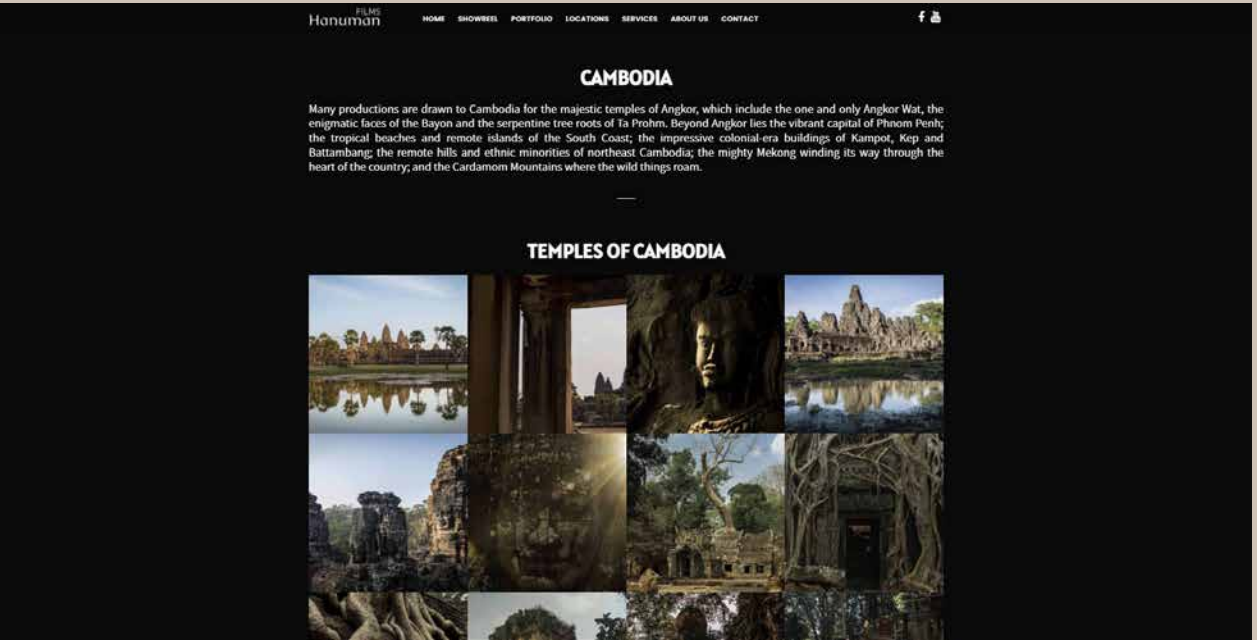 FILMS
Hanuman
HOME SHOWREEL PORTFOLIO LOCATIONS SERVICES ABOUT US CONTACT
CAMBODIA
Many productions are drawn to Cambodia for the majestic temples of Angkor, which include the one and only Angkor Wat, the
enigmatic faces of the Bayon and the serpentine tree roots of Ta Prohm. Beyond Angkor lies the vibrant capital of Phnom Penh;
the tropical beaches and remote islands of the South Coast; the impressive colonial-era buildings of Kampot, Kep and
Battambang; the remote hills and ethnic minorities of northeast Cambodia; the mighty Mekong winding its way through the
heart of the country; and the Cardamom Mountains where the wild things roam.
TEMPLES OF CAMBODIA